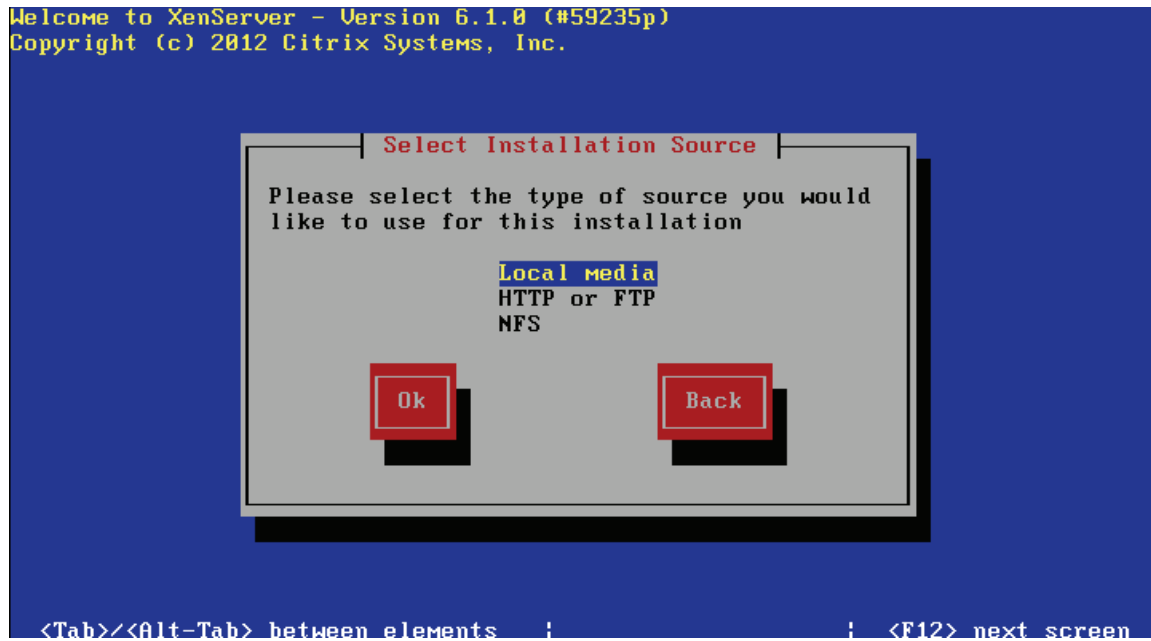 Welcome to XenServer - Version 6.1.0 (#59235p)
Copyright (c) 2012 Citrix Systems, Inc.
Select Installation Source
Please select the type of source you would
like to use for this installation
Local media
HTTP or FTP
NFS
Ok Back
<Tab>/<Alt-Tab> between elements | | <F12> next screen